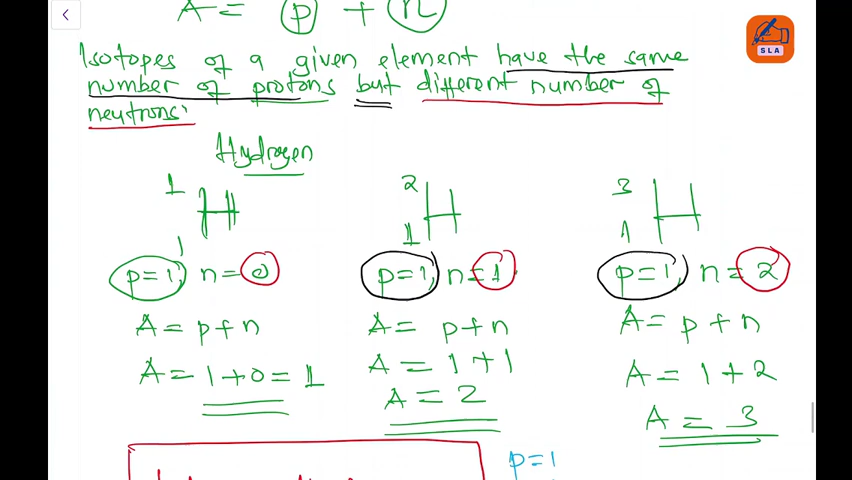 A = p + n
SLA
Isotopes of a given element have the same
number of protons but different number of
neutrons.
Hydrogen
1 H 1
2 H 1
3 H 1
p=1, n=0
p=1, n=1
p=1, n=2
A = p+n
A = p+n
A = p+n
A = 1+0 = 1
A = 1+1
A = 1+2
A = 2
A = 3
p=1